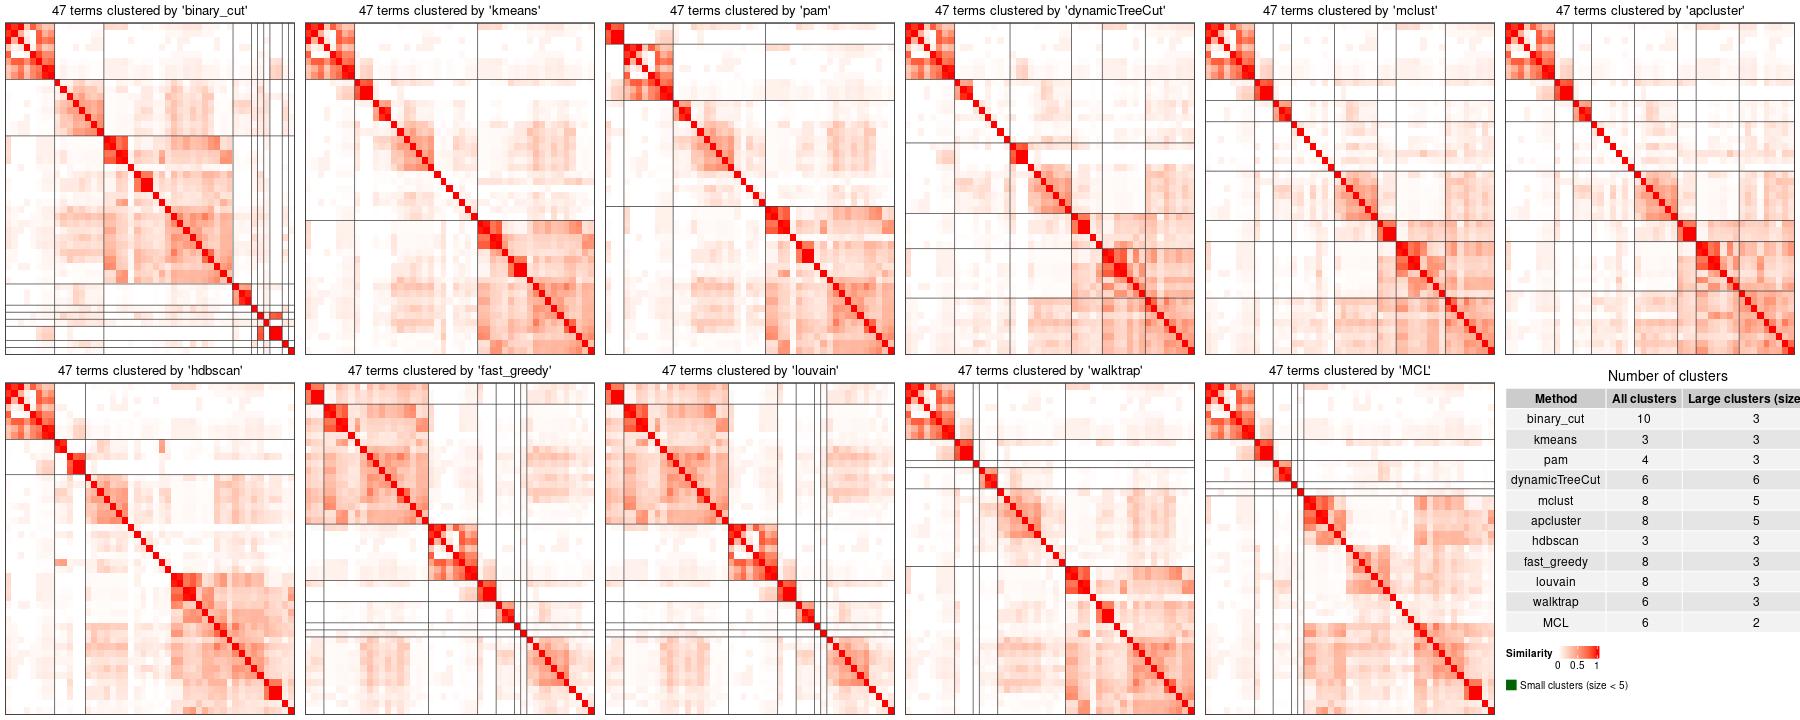 47 terms clustered by 'binary_cut'
47 terms clustered by 'kmeans'
47 terms clustered by 'pam'
47 terms clustered by 'dynamicTreeCut'
47 terms clustered by 'mclust'
47 terms clustered by 'apcluster'
47 terms clustered by 'hdbscan'
47 terms clustered by 'fast_greedy'
47 terms clustered by 'louvain'
47 terms clustered by 'walktrap'
47 terms clustered by 'MCL'
Number of clusters
Method All clusters Large clusters (size
binary_cut 10 3
kmeans 3 3
pam 4 3
dynamicTreeCut 6 6
mclust 8 5
apcluster 8 5
hdbscan 3 3
fast_greedy 8 3
louvain 8 3
walktrap 6 3
MCL 6 2
Similarity
0 0.5 1
Small clusters (size < 5)